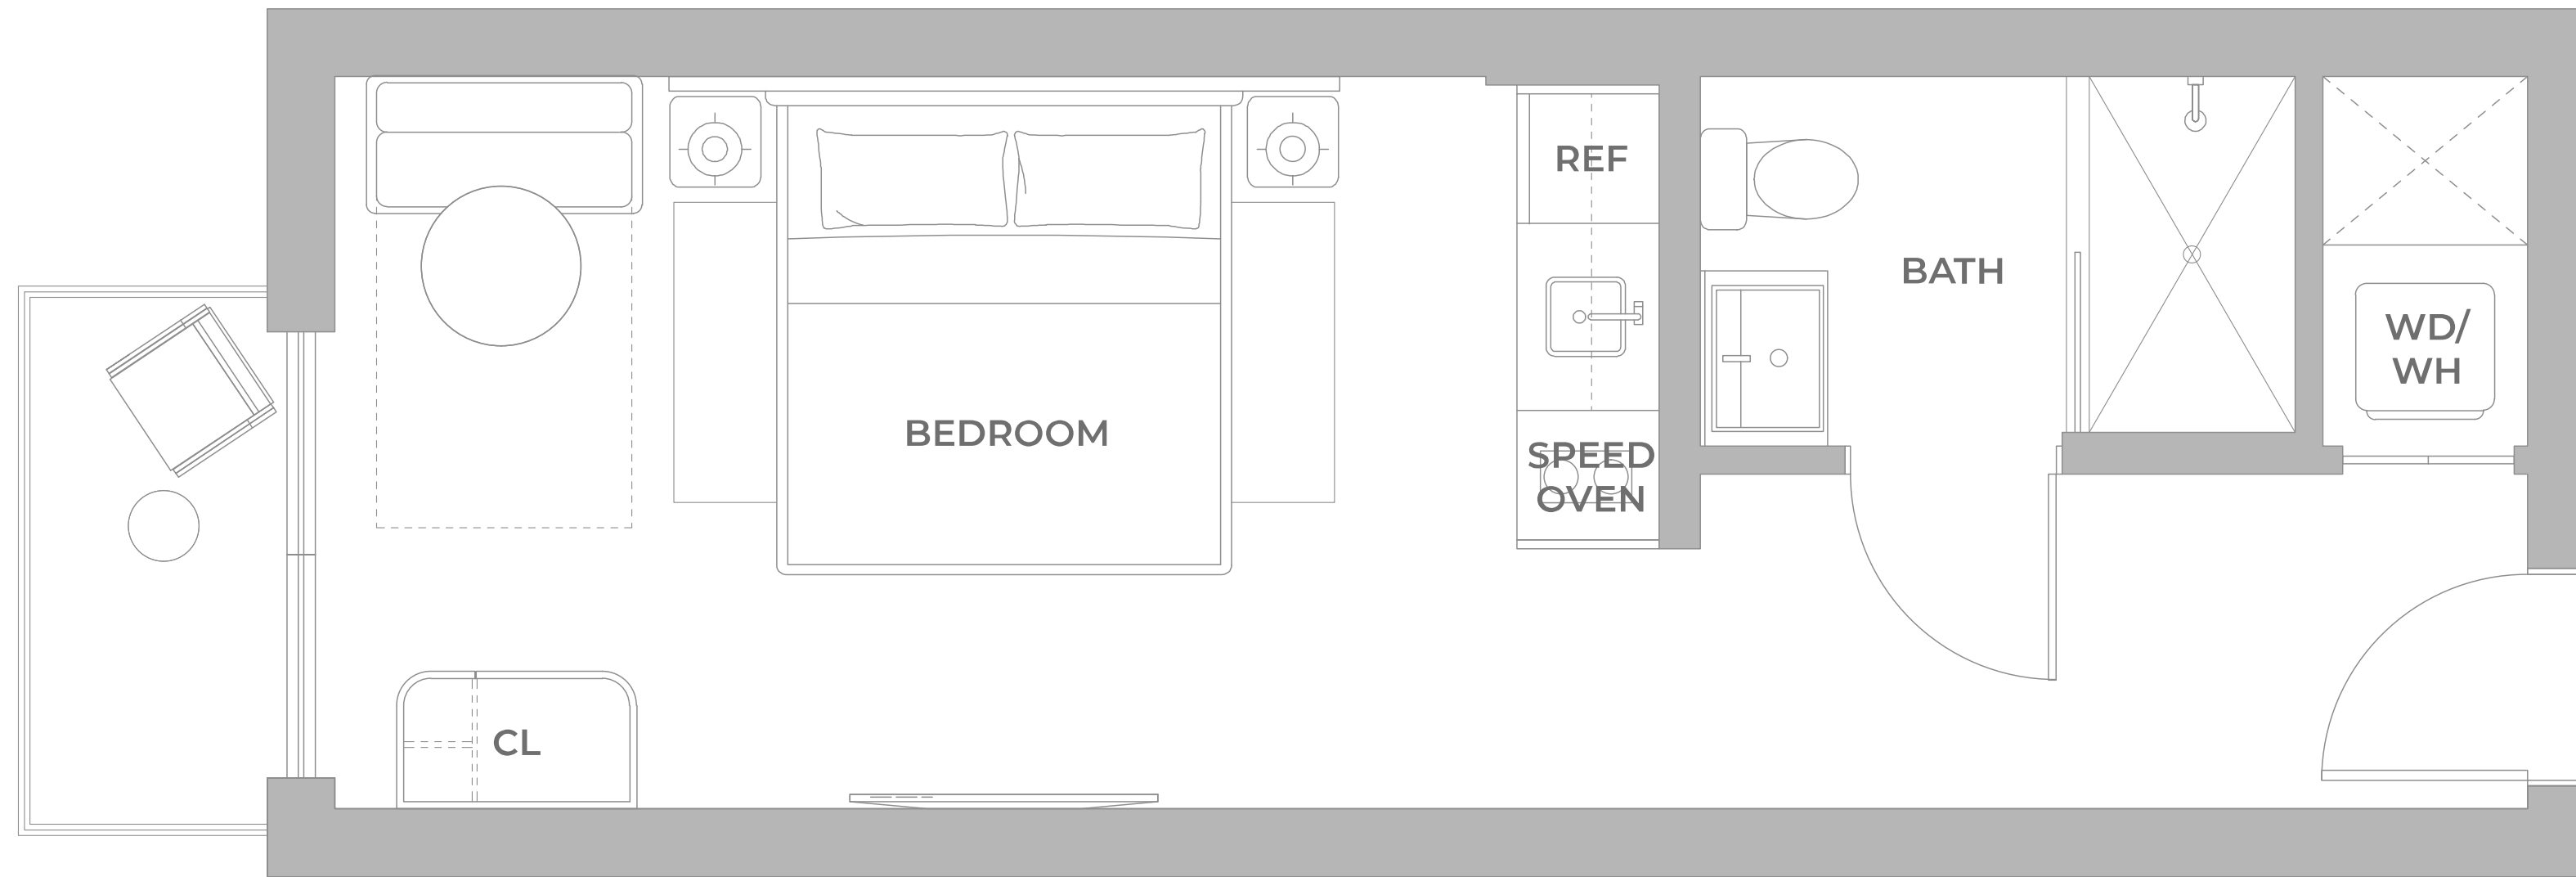 REF
BATH
WD/
WH
BEDROOM
SPEED
OVEN
CL